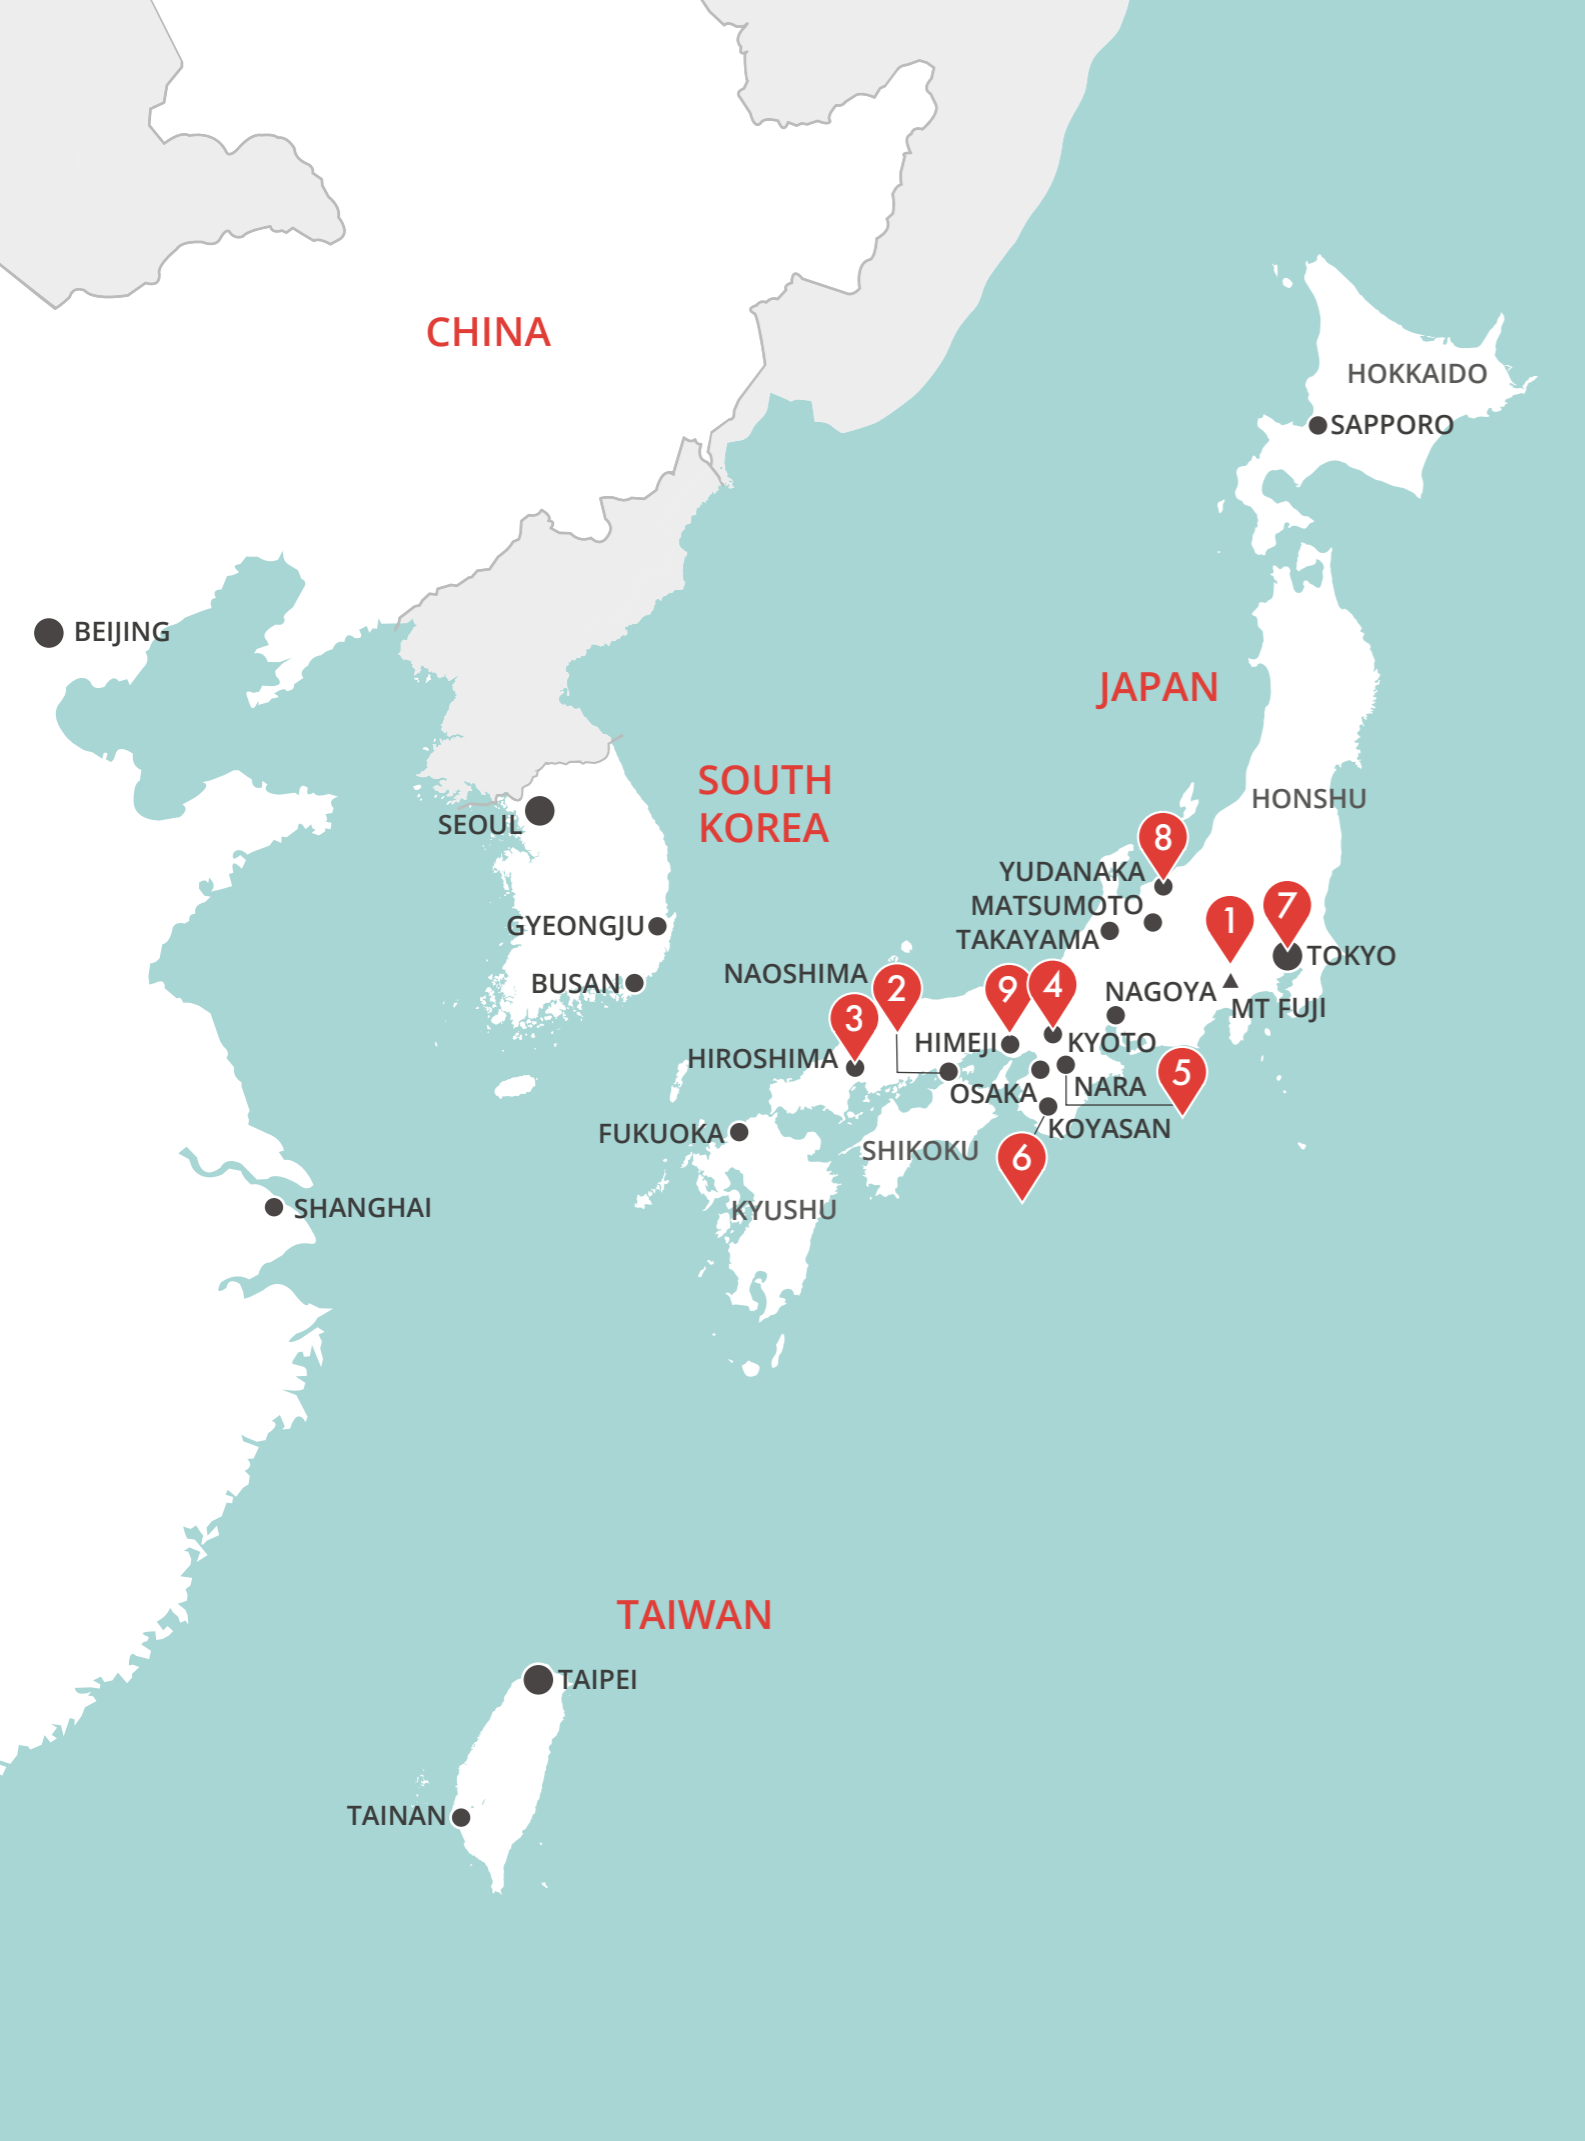 CHINA
HOKKAIDO
SAPPORO
BEIJING
JAPAN
SOUTH
KOREA
HONSHU
SEOUL
8
YUDANAKA
MATSUMOTO
TAKAYAMA
1
7
TOKYO
GYEONGJU
BUSAN
NAOSHIMA
2
9
4
NAGOYA
MT FUJI
3
HIROSHIMA
HIMEJI
KYOTO
5
OSAKA
NARA
KOYASAN
FUKUOKA
SHIKOKU
6
KYUSHU
SHANGHAI
TAIWAN
TAIPEI
TAINAN